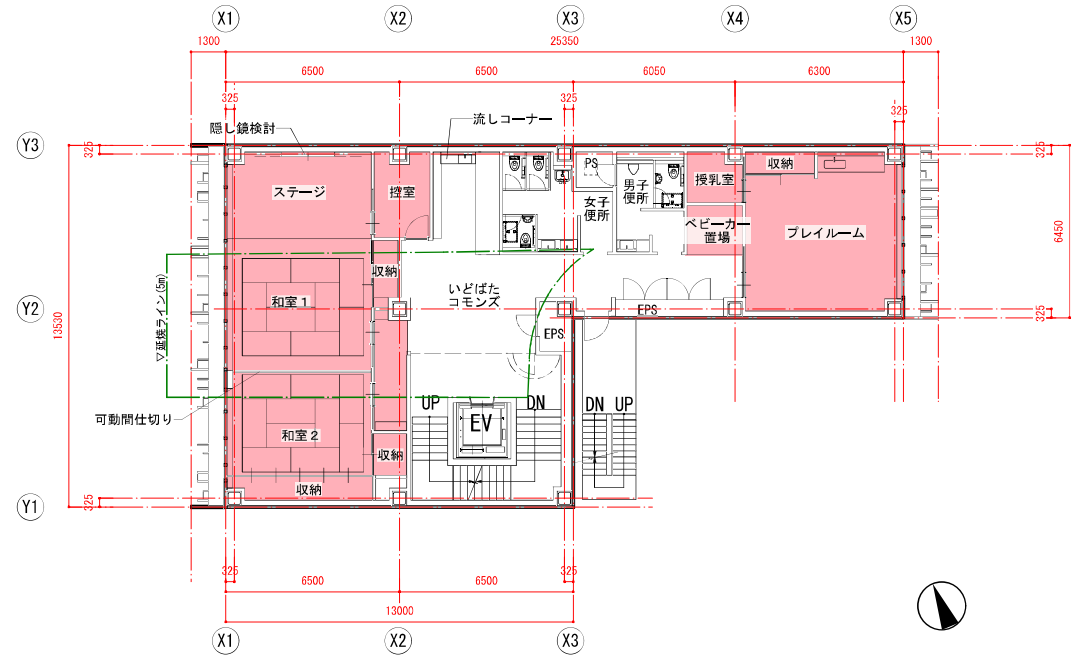 X1
X2
X3
X4
X5
1300
25350
1300
6500
6500
6050
6300
325
325
325
隠し鏡検討
流しコーナー
Y3
325
325
PS
収納
ステージ
控室
男子
便所
授乳室
女子
便所
ベビーカー
置場
プレイルーム
6450
収納
いどばた
コモンズ
▽延焼ライン(5m)
和室1
Y2
13530
EPS
325
EPS
可動間仕切り
UP
DN
DN
UP
EV
和室2
収納
収納
Y1
325
325
325
6500
6500
13000
X1
X2
X3